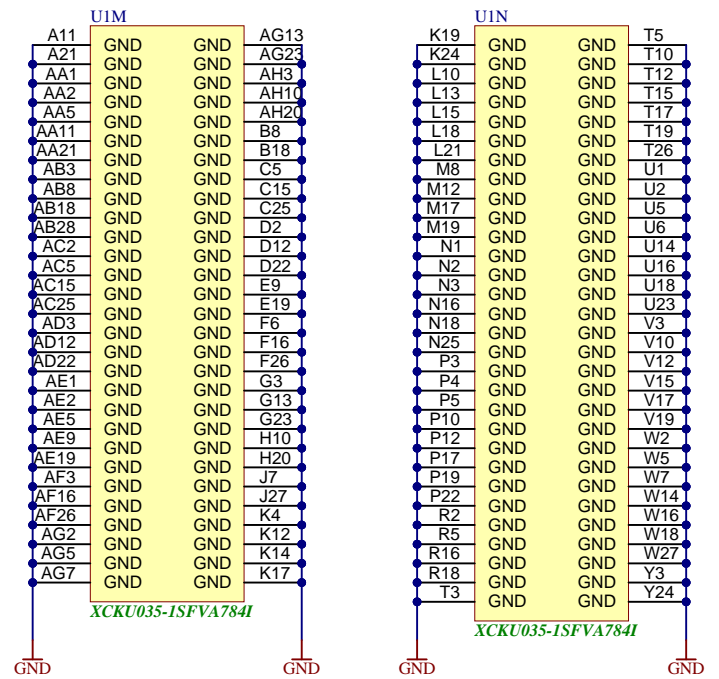 U1M
A11 GND GND AG13
A21 GND GND AG23
AA1 GND GND AH3
AA2 GND GND AH10
AA5 GND GND AH20
AA11 GND GND B8
AA21 GND GND B18
AB3 GND GND C5
AB8 GND GND C15
AB18 GND GND C25
AB28 GND GND D2
AC2 GND GND D12
AC5 GND GND D22
AC15 GND GND E9
AC25 GND GND E19
AD3 GND GND F6
AD12 GND GND F16
AD22 GND GND F26
AE1 GND GND G3
AE2 GND GND G13
AE5 GND GND G23
AE9 GND GND H10
AE19 GND GND H20
AF3 GND GND J7
AF16 GND GND J27
AF26 GND GND K4
AG2 GND GND K12
AG5 GND GND K14
AG7 GND GND K17
XCKU035-1SFVA784I
GND GND
U1N
K19 GND GND T5
K24 GND GND T10
L10 GND GND T12
L13 GND GND T15
L15 GND GND T17
L18 GND GND T19
L21 GND GND T26
M8 GND GND U1
M12 GND GND U2
M17 GND GND U5
M19 GND GND U6
N1 GND GND U14
N2 GND GND U16
N3 GND GND U18
N16 GND GND U23
N18 GND GND V3
N25 GND GND V10
P3 GND GND V12
P4 GND GND V15
P5 GND GND V17
P10 GND GND V19
P12 GND GND W2
P17 GND GND W5
P19 GND GND W7
P22 GND GND W14
R2 GND GND W16
R5 GND GND W18
R16 GND GND W27
R18 GND GND Y3
T3 GND GND Y24
XCKU035-1SFVA784I
GND GND